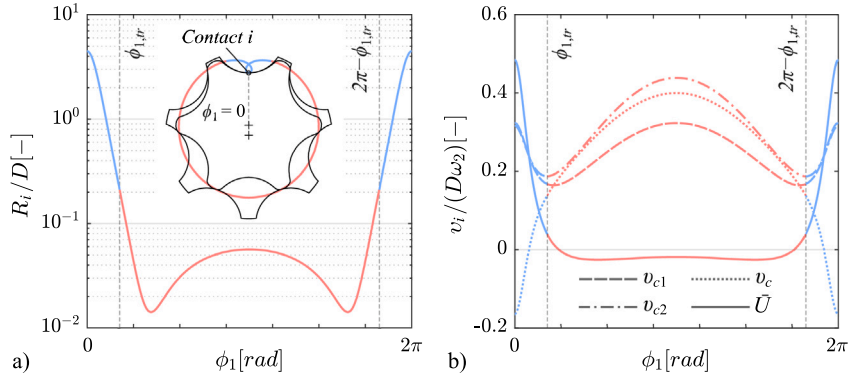 a)
R_i/D[−]
10^1
10^0
10^−1
10^−2
ϕ_1,tr
Contact i
ϕ_1 = 0
2π−ϕ_1,tr
0
2π
ϕ_1[rad]
b)
v_i/(Dω_2)[−]
0.4
0.2
0
-0.2
ϕ_1,tr
2π−ϕ_1,tr
v_c1
v_c
v_c2
Ū
0
2π
ϕ_1[rad]